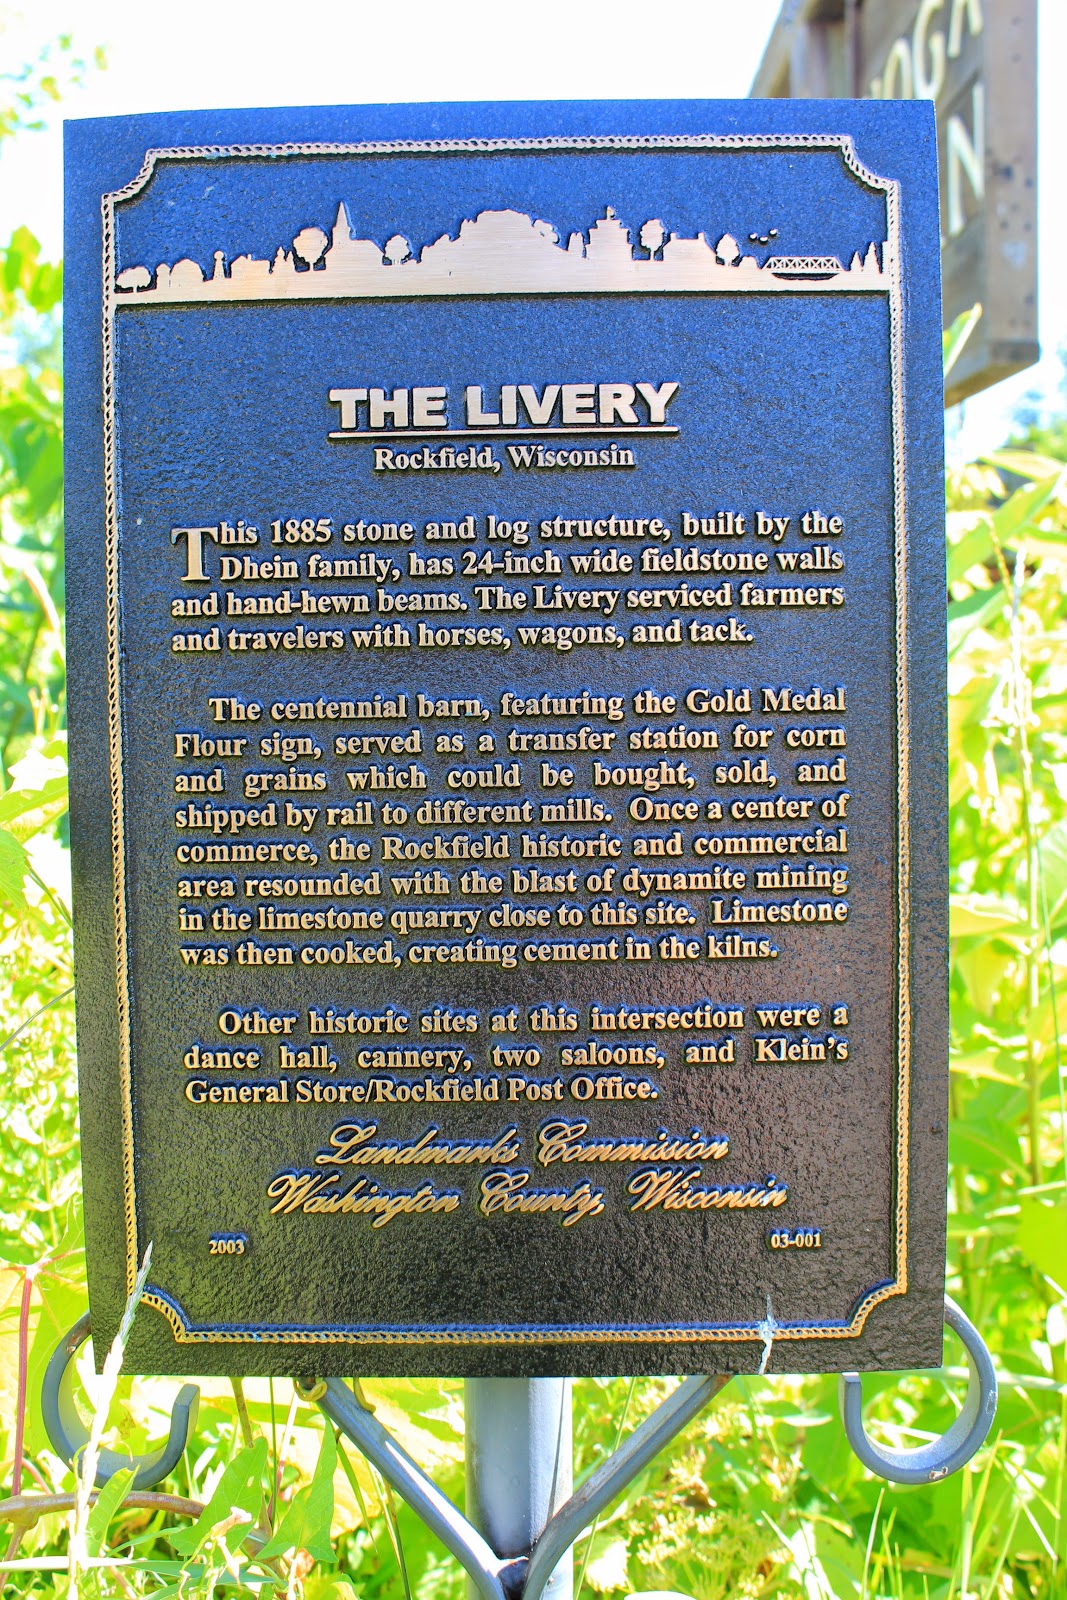 THE LIVERY
Rockfield, Wisconsin
This 1885 stone and log structure, built by the
Dhein family, has 24-inch wide fieldstone walls
and hand-hewn beams. The Livery serviced farmers
and travelers with horses, wagons, and tack.
The centennial barn, featuring the Gold Medal
Flour sign, served as a transfer station for corn
and grains which could be bought, sold, and
shipped by rail to different mills. Once a center of
commerce, the Rockfield historic and commercial
area resounded with the blast of dynamite mining
in the limestone quarry close to this site. Limestone
was then cooked, creating cement in the kilns.
Other historic sites at this intersection were a
dance hall, cannery, two saloons, and Klein's
General Store/Rockfield Post Office.
Landmarks Commission
Washington County, Wisconsin
2003 03-001